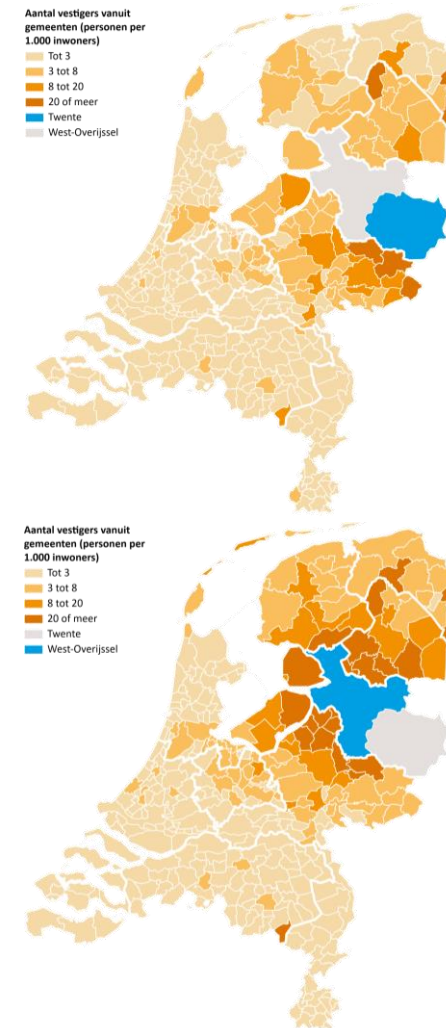 Aantal vestigers vanuit
gemeenten (personen per
1.000 inwoners)
Tot 3
3 tot 8
8 tot 20
20 of meer
Twente
West-Overijssel
Aantal vestigers vanuit
gemeenten (personen per
1.000 inwoners)
Tot 3
3 tot 8
8 tot 20
20 of meer
Twente
West-Overijssel